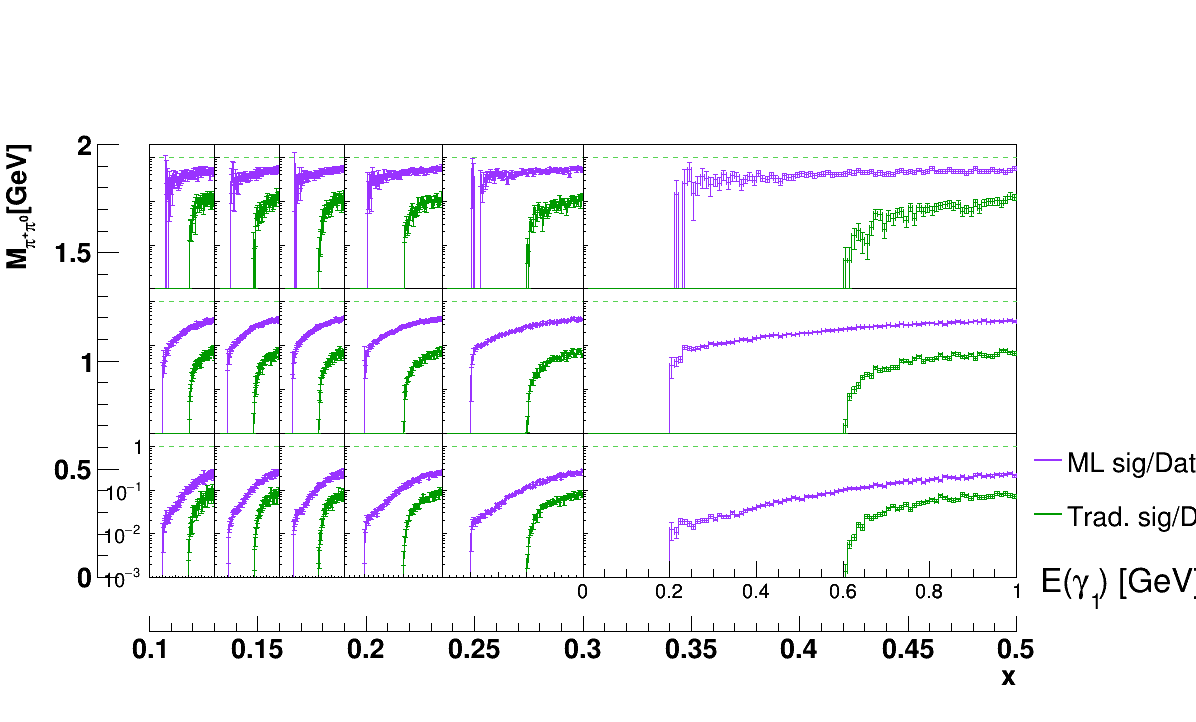 M_{π⁺π⁰} [GeV]
2
1.5
1
0.5
0
1
10⁻¹
10⁻²
10⁻³
0 0.2 0.4 0.6 0.8 1
E(γ₁) [GeV]
0.1 0.15 0.2 0.25 0.3 0.35 0.4 0.45 0.5
x
ML sig/Dat
Trad. sig/D